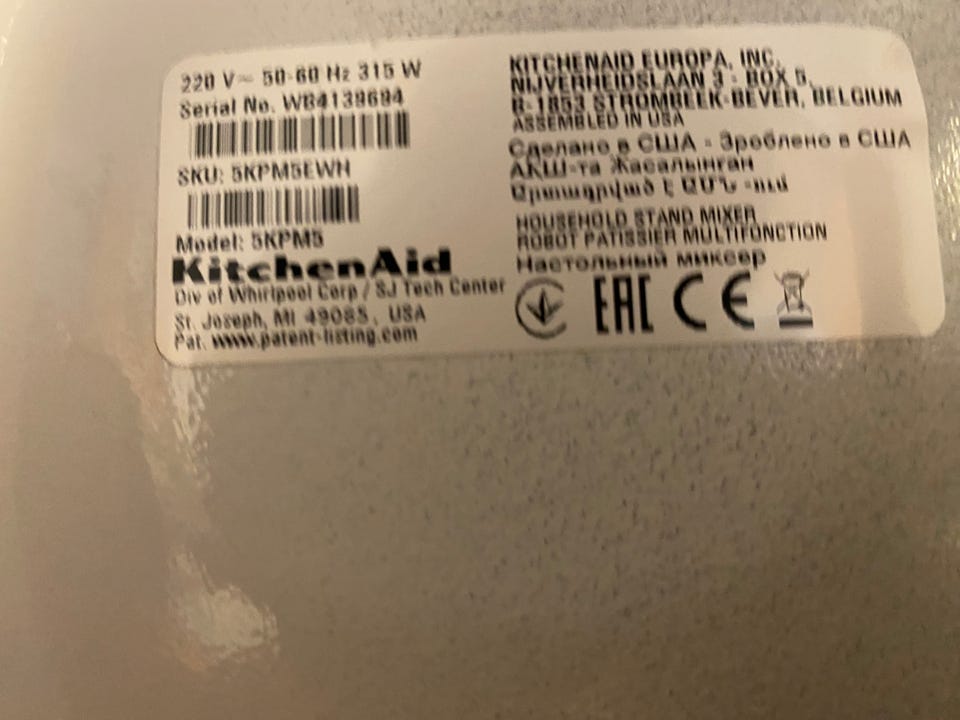 220 V~ 50-60 Hz 315 W
Serial No. WB4139694
SKU: 5KPM5EWH
Model: 5KPM5
KitchenAid
Div of Whirlpool Corp / SJ Tech Center
St. Joseph, MI 49085, USA
Pat. www.patent-listing.com
KITCHENAID EUROPA, INC.
NIJVERHEIDSLAAN 3 - BOX 5,
B-1853 STROMBEEK-BEVER, BELGIUM
ASSEMBLED IN USA
Сделано в США - Зроблено в США
АҚШ-та Жасалынған
Արտադրված է ԱՄՆ -ում
HOUSEHOLD STAND MIXER
ROBOT PATISSIER MULTIFONCTION
Настольный миксер
EAC CE